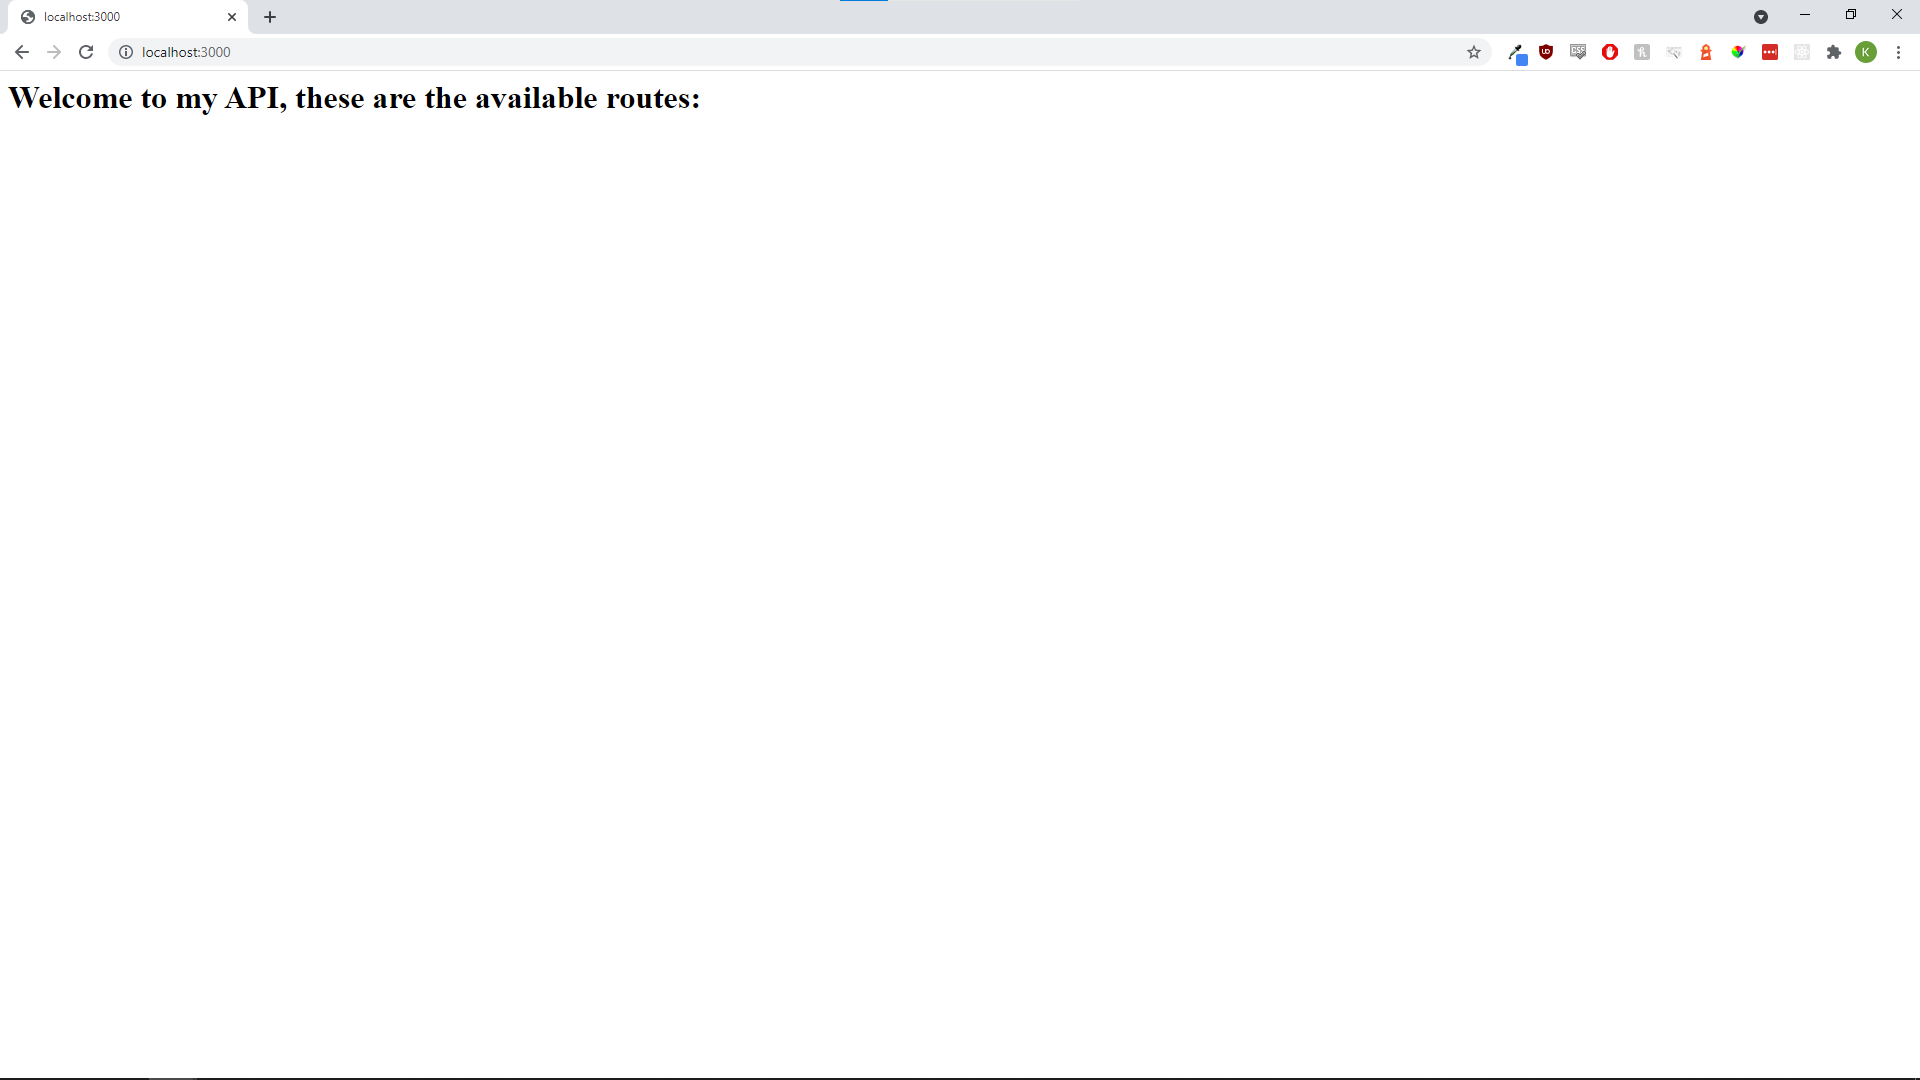 localhost:3000
localhost:3000
K
Welcome to my API, these are the available routes: